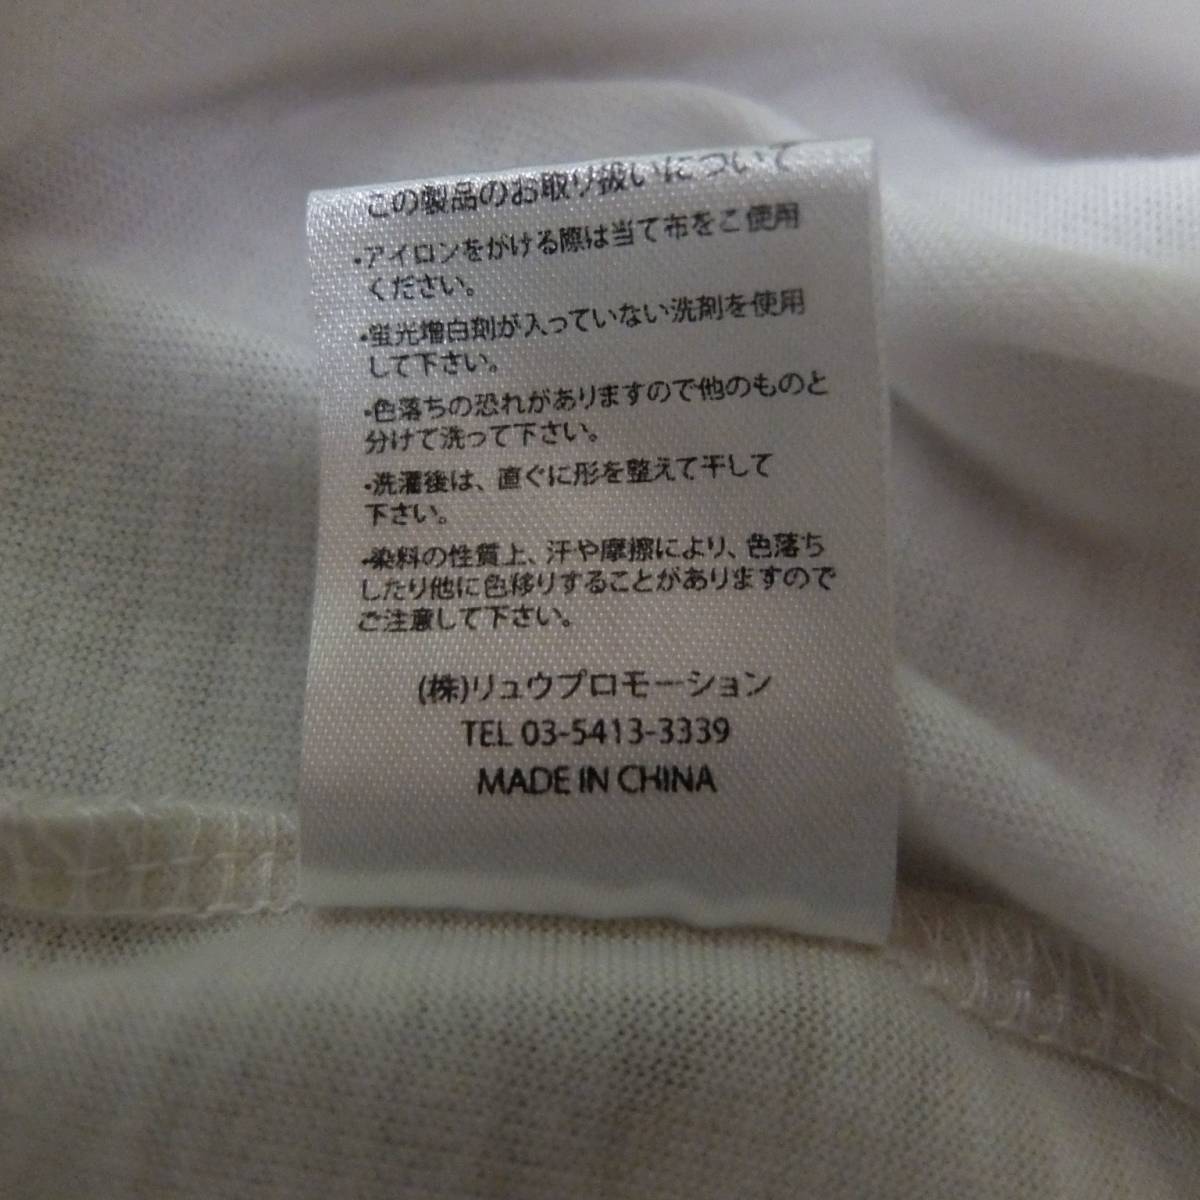 この製品のお取り扱いについて
・アイロンをがける際は当て布をご使用
ください。
・蛍光増白剤が入っていない洗剤を使用
して下さい。
・色落ちの恐れがありますので他のものと
分けて洗って下さい。
・洗濯後は、直ぐに形を整えて干して
下さい。
・染料の性質上、汗や摩擦により、色落ち
したり他に色移りすることがありますので
ご注意して下さい。
(株)リュウプロモーション
TEL 03-5413-3339
MADE IN CHINA